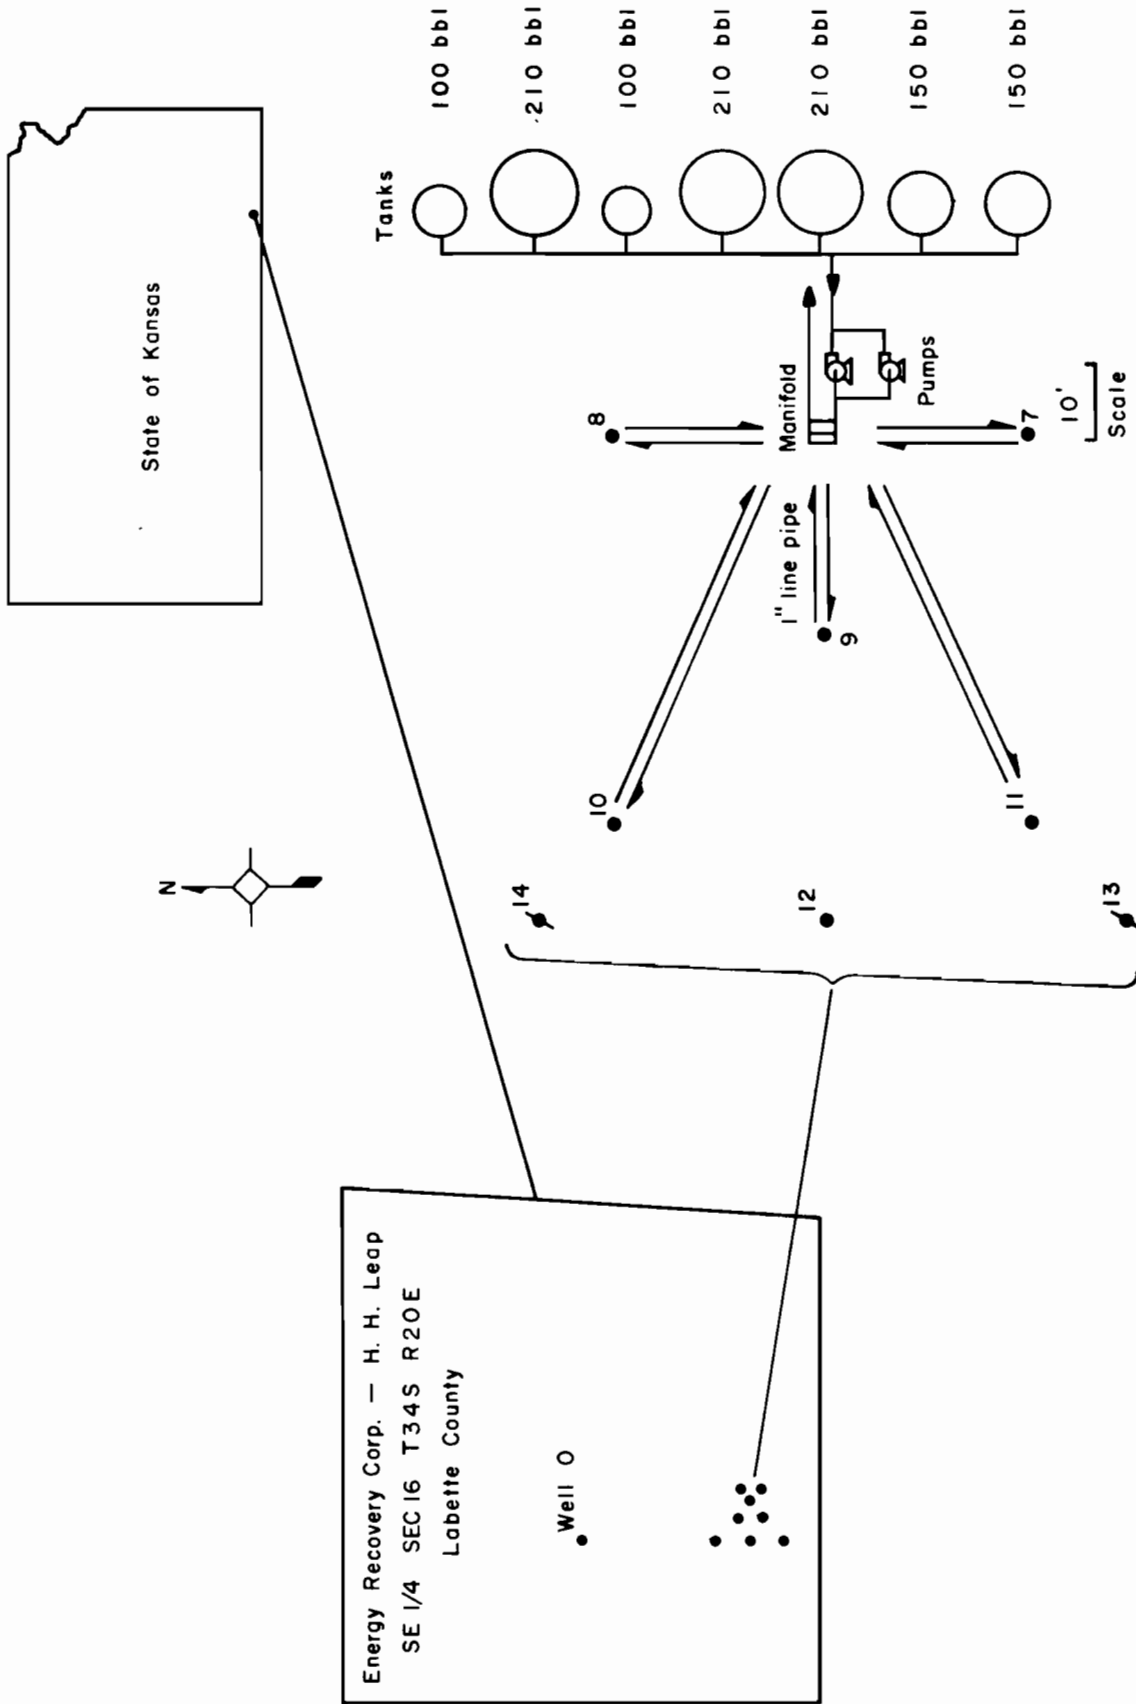 State of Kansas
N
Energy Recovery Corp. — H. H. Leap
SE 1/4 SEC 16 T34S R20E
Labette County
Well 0
14
12
13
10
11
9
8
7
1" line pipe
Manifold
Pumps
10'
Scale
Tanks
100 bbl
210 bbl
100 bbl
210 bbl
210 bbl
150 bbl
150 bbl